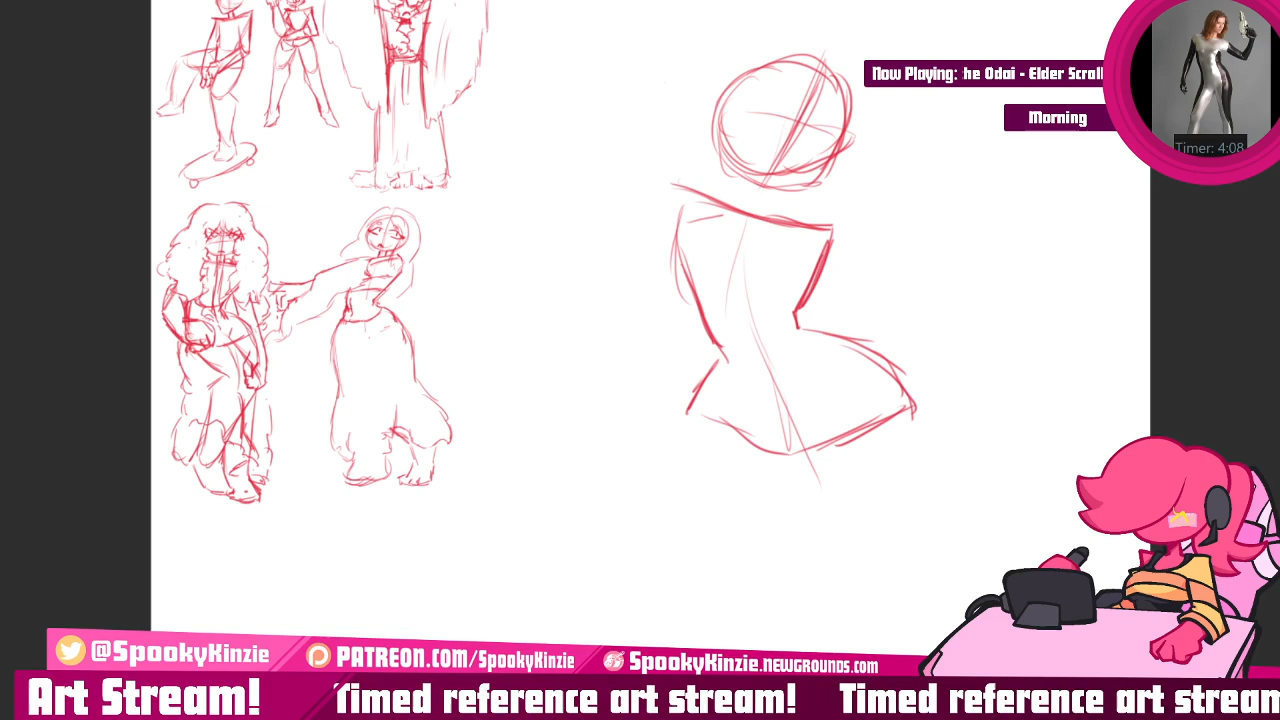 Now Playing: he Odai - Elder Scroll
Morning
Timer: 4:08
@SpookyKinzie
PATREON.COM/SpookyKinzie
SpookyKinzie.NEWGROUNDS.com
Art Stream!
Timed reference art stream! Timed reference art stream